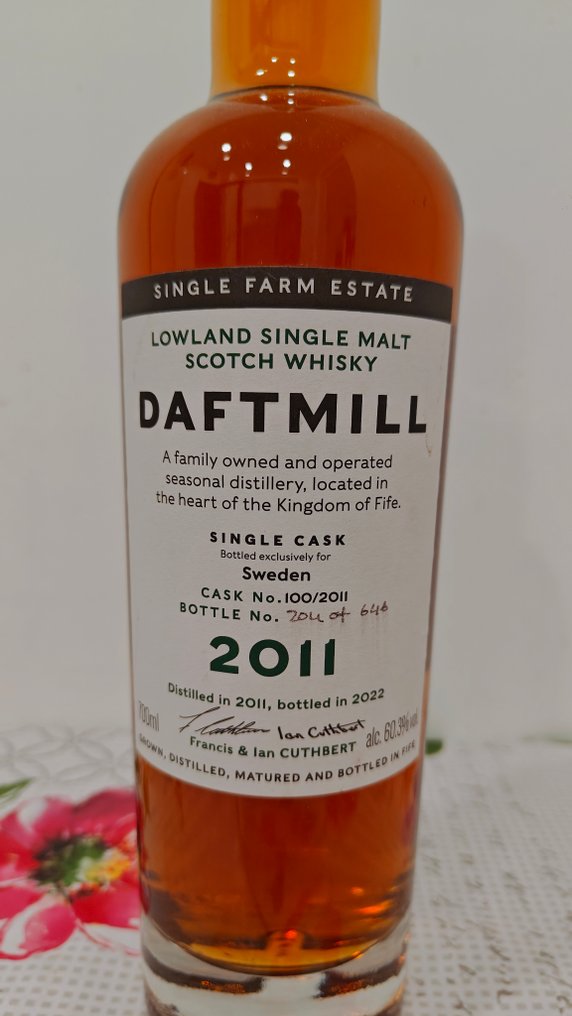 SINGLE FARM ESTATE
LOWLAND SINGLE MALT
SCOTCH WHISKY
DAFTMILL
A family owned and operated
seasonal distillery, located in
the heart of the Kingdom of Fife.
SINGLE CASK
Bottled exclusively for
Sweden
CASK No. 100/2011
BOTTLE No. 204 of 646
2011
Distilled in 2011, bottled in 2022
700ml
Ian Cuthbert
alc. 60.3% vol
Francis & Ian CUTHBERT
GROWN, DISTILLED, MATURED AND BOTTLED IN FIFE